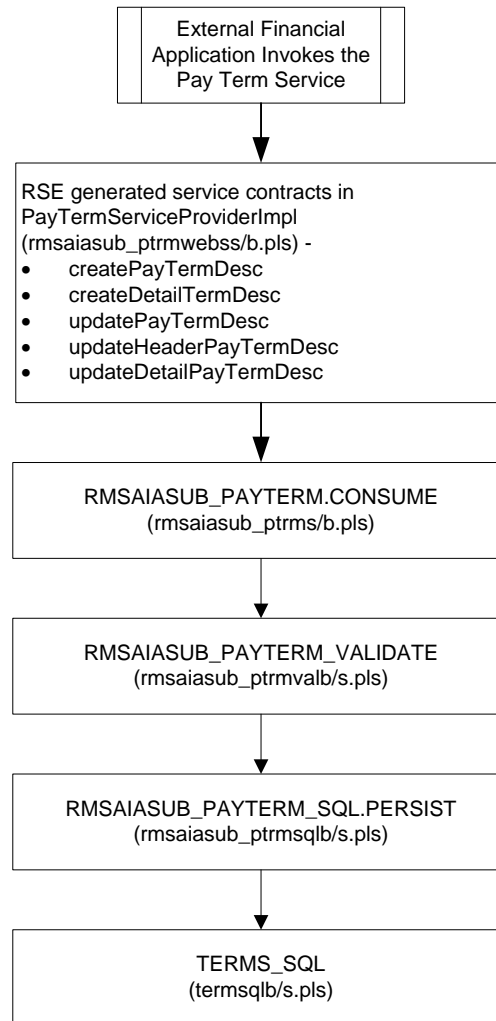 External Financial
Application Invokes the
Pay Term Service
RSE generated service contracts in
PayTermServiceProviderImpl
(rmsaiasub_ptrmwebss/b.pls) -
• createPayTermDesc
• createDetailTermDesc
• updatePayTermDesc
• updateHeaderPayTermDesc
• updateDetailPayTermDesc
RMSAIASUB_PAYTERM.CONSUME
(rmsaiasub_ptrms/b.pls)
RMSAIASUB_PAYTERM_VALIDATE
(rmsaiasub_ptrmvalb/s.pls)
RMSAIASUB_PAYTERM_SQL.PERSIST
(rmsaiasub_ptrmsqlb/s.pls)
TERMS_SQL
(termsqlb/s.pls)